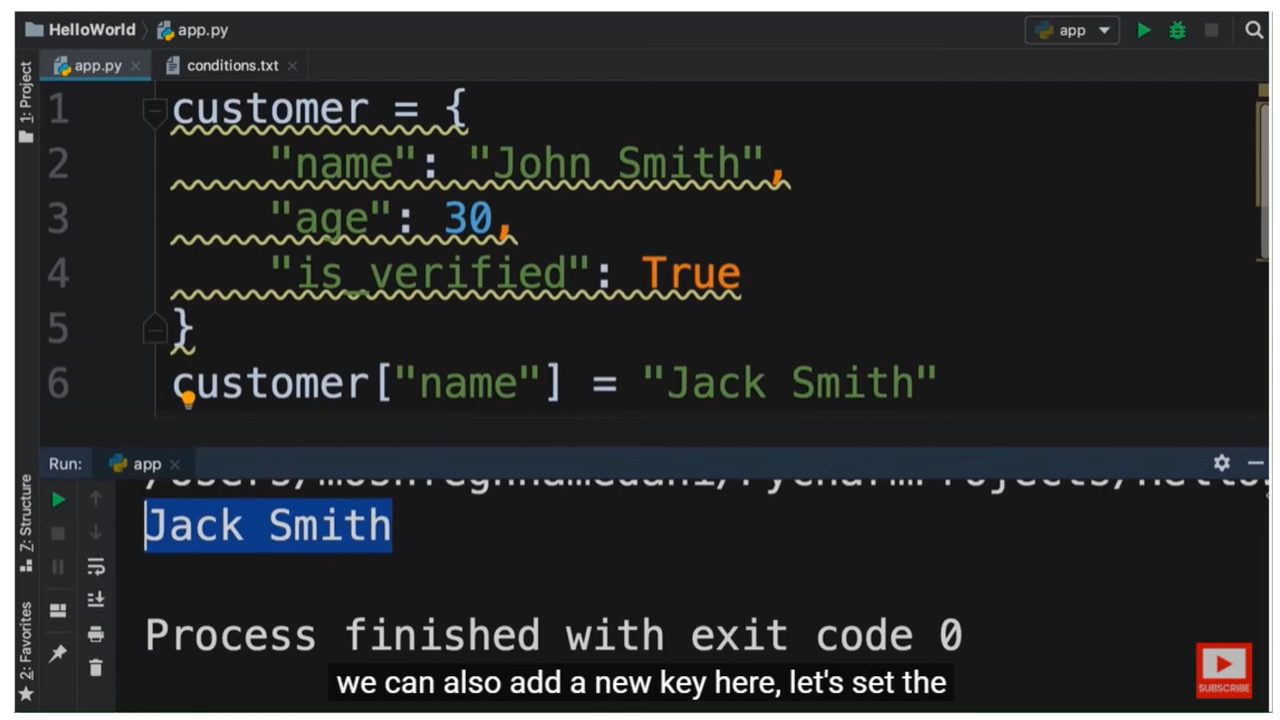 HelloWorld app.py app
app.py conditions.txt
1: Project
1 customer = {
2 "name": "John Smith",
3 "age": 30,
4 "is_verified": True
5 }
6 customer["name"] = "Jack Smith"
Run: app
Jack Smith
Process finished with exit code 0
Z: Structure
2: Favorites
we can also add a new key here, let's set the
SUBSCRIBE